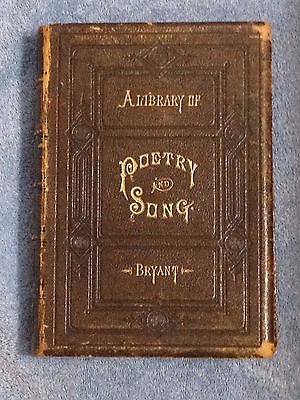 A LIBRARY OF
POETRY
AND
SONG.
BRYANT